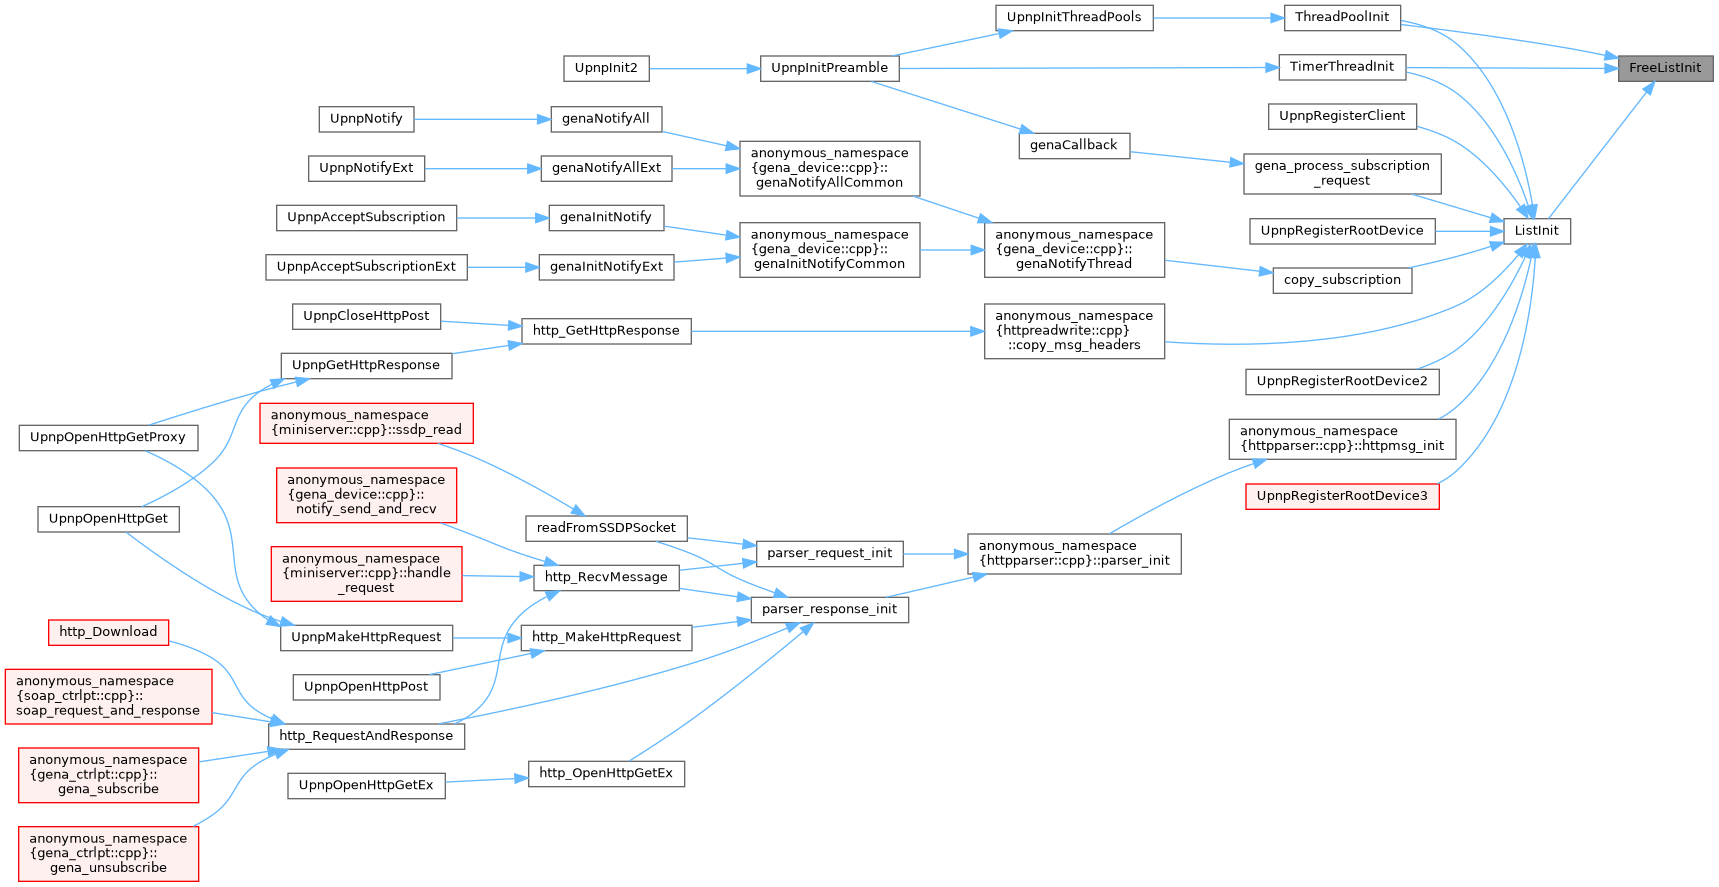 UpnpInitThreadPools
ThreadPoolInit
UpnpInit2
UpnpInitPreamble
TimerThreadInit
FreeListInit
UpnpNotify
genaNotifyAll
UpnpRegisterClient
genaCallback
anonymous_namespace
{gena_device::cpp}::
genaNotifyAllCommon
UpnpNotifyExt
genaNotifyAllExt
gena_process_subscription
_request
UpnpAcceptSubscription
genaInitNotify
UpnpRegisterRootDevice
ListInit
anonymous_namespace
{gena_device::cpp}::
genaInitNotifyCommon
anonymous_namespace
{gena_device::cpp}::
genaNotifyThread
UpnpAcceptSubscriptionExt
genaInitNotifyExt
copy_subscription
UpnpCloseHttpPost
http_GetHttpResponse
anonymous_namespace
{httpreadwrite::cpp}
::copy_msg_headers
UpnpGetHttpResponse
UpnpRegisterRootDevice2
anonymous_namespace
{miniserver::cpp}::ssdp_read
UpnpOpenHttpGetProxy
anonymous_namespace
{httpparser::cpp}::httpmsg_init
anonymous_namespace
{gena_device::cpp}::
notify_send_and_recv
UpnpRegisterRootDevice3
UpnpOpenHttpGet
readFromSSDPSocket
parser_request_init
anonymous_namespace
{httpparser::cpp}::parser_init
anonymous_namespace
{miniserver::cpp}::handle
_request
http_RecvMessage
parser_response_init
http_Download
UpnpMakeHttpRequest
http_MakeHttpRequest
anonymous_namespace
{soap_ctrlpt::cpp}::
soap_request_and_response
UpnpOpenHttpPost
http_RequestAndResponse
anonymous_namespace
{gena_ctrlpt::cpp}::
gena_subscribe
UpnpOpenHttpGetEx
http_OpenHttpGetEx
anonymous_namespace
{gena_ctrlpt::cpp}::
gena_unsubscribe